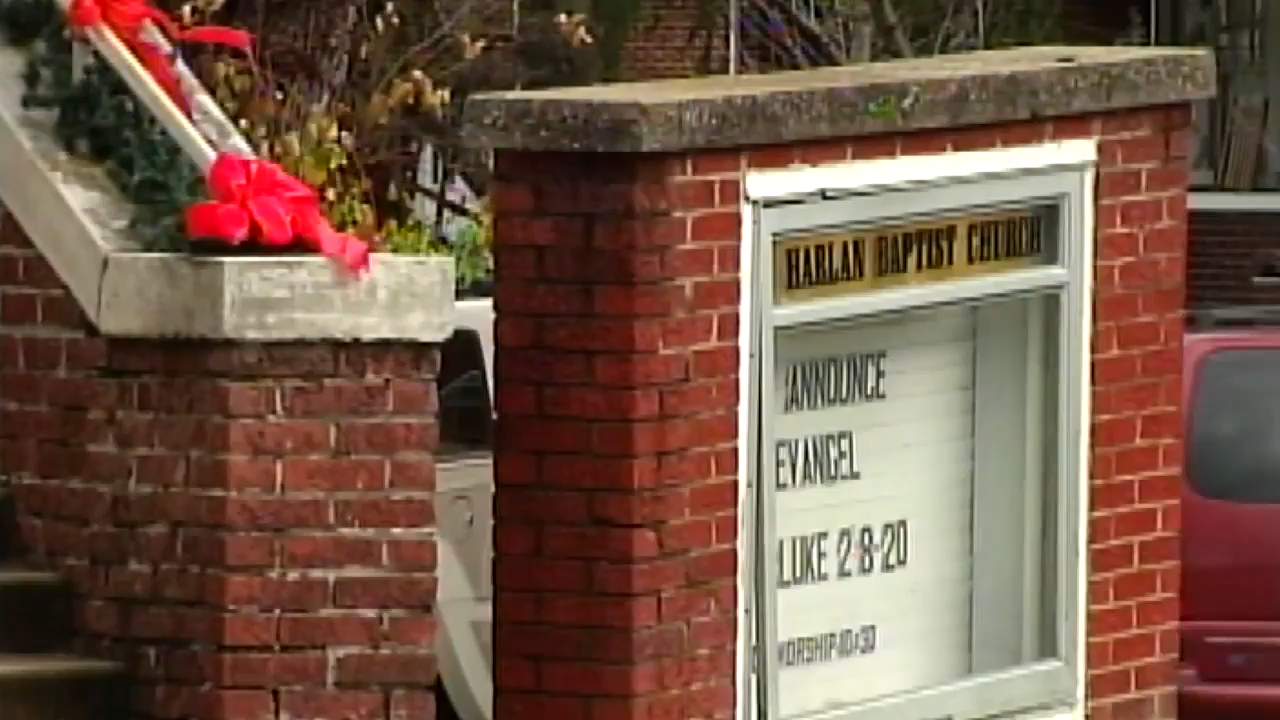 HARLAN BAPTIST CHURCH
ANNOUNCE
EVANGEL
LUKE 2-8-20
WORSHIP-10:30